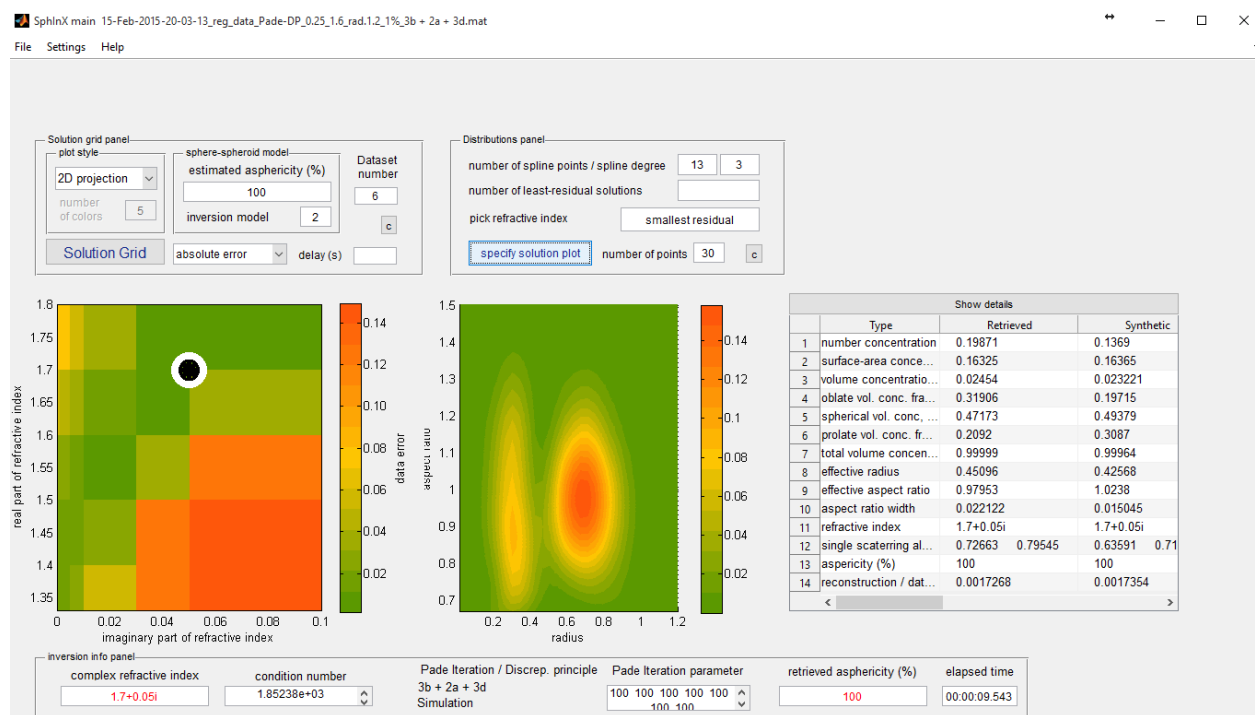 SphInX main 15-Feb-2015-20-03-13_reg_data_Pade-DP_0.25_1.6_rad.1.2_1%_3b + 2a + 3d.mat
File Settings Help
Solution grid panel
plot style
2D projection
number of colors 5
sphere-spheroid model
estimated asphericity (%)
100
inversion model 2
Dataset number
6
c
Solution Grid
absolute error
delay (s)
Distributions panel
number of spline points / spline degree 13 3
number of least-residual solutions
pick refractive index smallest residual
specify solution plot number of points 30 c
1.8
1.75
1.7
1.65
1.6
1.55
1.5
1.45
1.4
1.35
real part of refractive index
0 0.02 0.04 0.06 0.08 0.1
imaginary part of refractive index
0.14
0.12
0.10
0.08
0.06
0.04
0.02
data error
1.5
1.4
1.3
1.2
1.1
1
0.9
0.8
0.7
aspect ratio
0.2 0.4 0.6 0.8 1 1.2
radius
0.14
0.12
0.1
0.08
0.06
0.04
0.02
Show details
Type Retrieved Synthetic
1 number concentration 0.19871 0.1369
2 surface-area conce... 0.16325 0.16365
3 volume concentratio... 0.02454 0.023221
4 oblate vol. conc. fra... 0.31906 0.19715
5 spherical vol. conc, ... 0.47173 0.49379
6 prolate vol. conc. fr... 0.2092 0.3087
7 total volume concen... 0.99999 0.99964
8 effective radius 0.45096 0.42568
9 effective aspect ratio 0.97953 1.0238
10 aspect ratio width 0.022122 0.015045
11 refractive index 1.7+0.05i 1.7+0.05i
12 single scaterring al... 0.72663 0.79545 0.63591 0.71
13 aspericity (%) 100 100
14 reconstruction / dat... 0.0017268 0.0017354
inversion info panel
complex refractive index
1.7+0.05i
condition number
1.85238e+03
Pade Iteration / Discrep. principle
3b + 2a + 3d
Simulation
Pade Iteration parameter
100 100 100 100 100
100 100
retrieved asphericity (%)
100
elapsed time
00:00:09.543